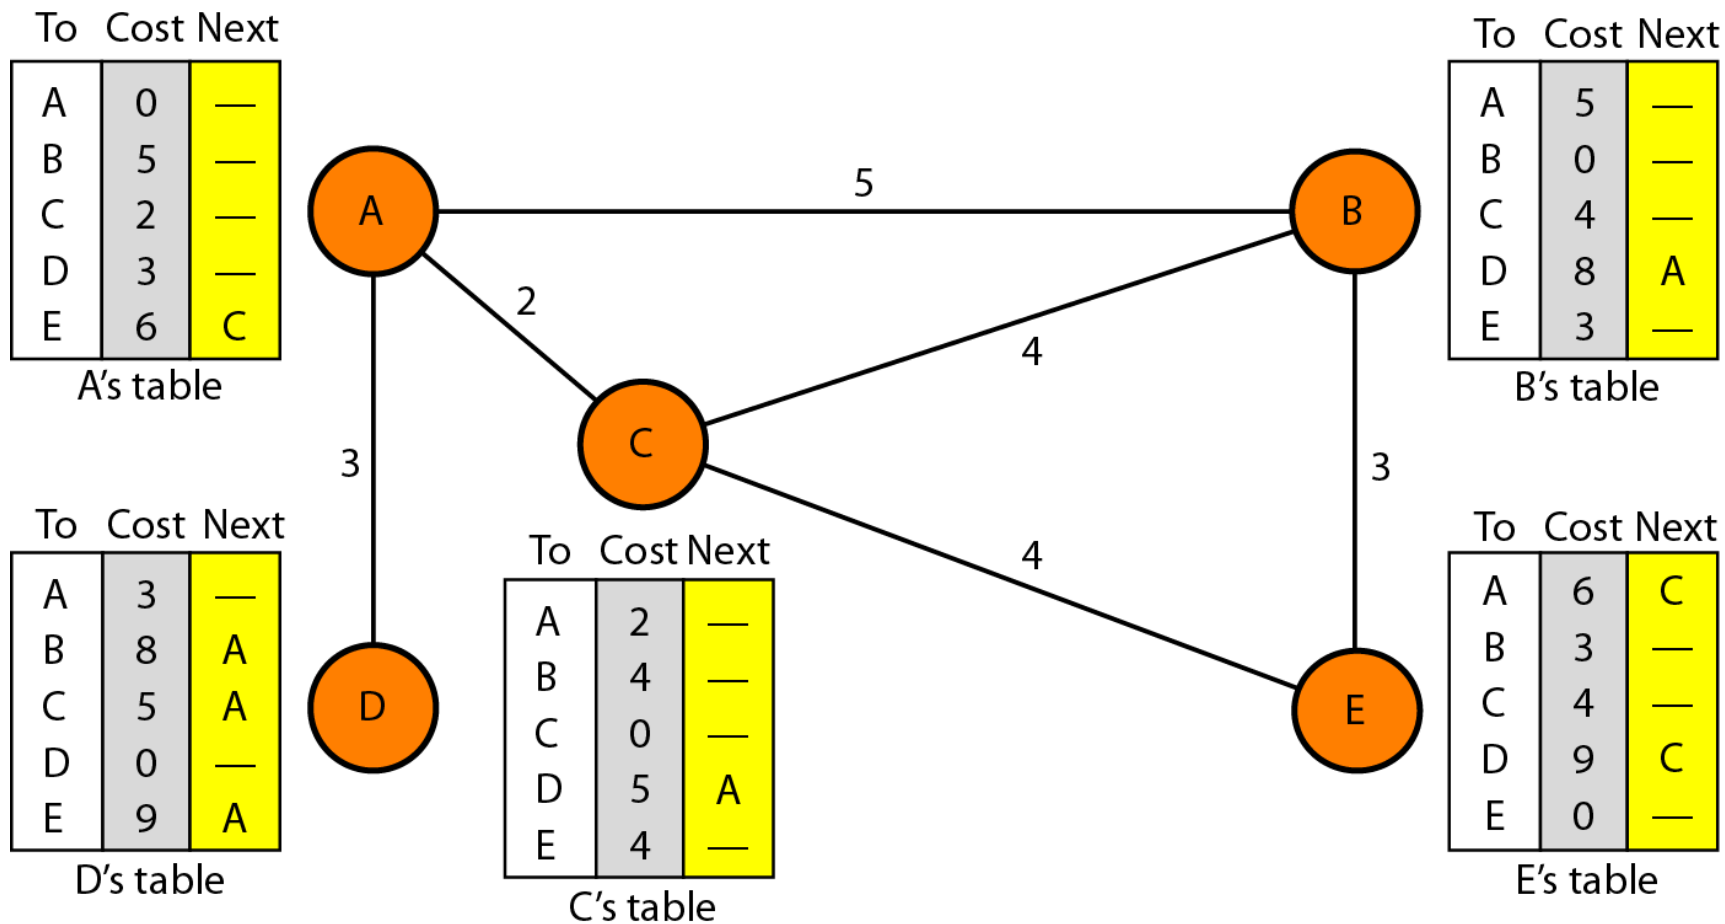 To Cost Next
A 0 —
B 5 —
C 2 —
D 3 —
E 6 C
A's table
To Cost Next
A 5 —
B 0 —
C 4 —
D 8 A
E 3 —
B's table
A
5
B
2
4
C
3
3
4
D
E
To Cost Next
A 3 —
B 8 A
C 5 A
D 0 —
E 9 A
D's table
To Cost Next
A 2 —
B 4 —
C 0 —
D 5 A
E 4 —
C's table
To Cost Next
A 6 C
B 3 —
C 4 —
D 9 C
E 0 —
E's table